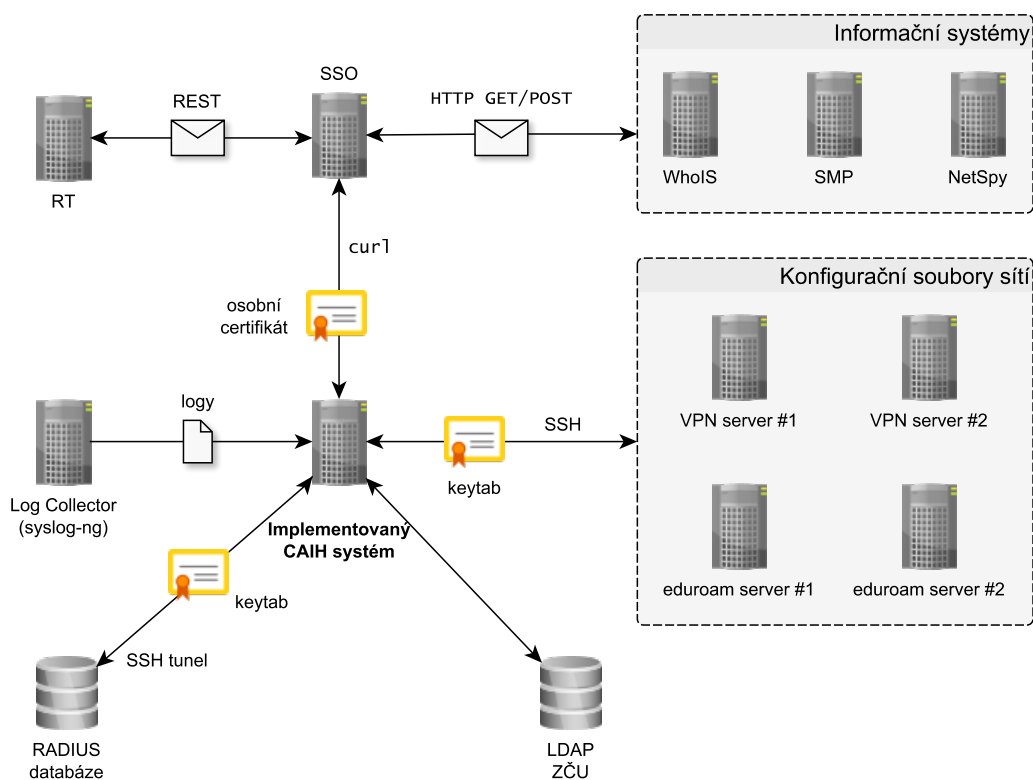 Informační systémy
SSO
REST
HTTP GET/POST
RT
WhoIS
SMP
NetSpy
curl
Konfigurační soubory sítí
osobní
certifikát
logy
SSH
VPN server #1
VPN server #2
keytab
Log Collector
(syslog-ng)
Implementovaný
CAIH systém
eduroam server #1
eduroam server #2
keytab
SSH tunel
RADIUS
databáze
LDAP
ZČU